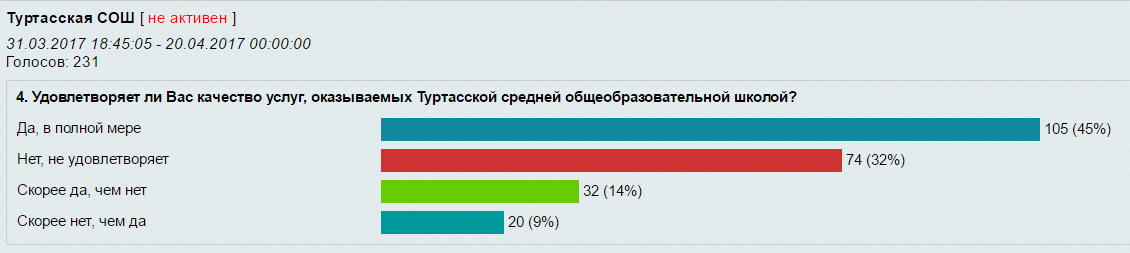 Туртасская СОШ [ не активен ]
31.03.2017 18:45:05 - 20.04.2017 00:00:00
Голосов: 231
4. Удовлетворяет ли Вас качество услуг, оказываемых Туртасской средней общеобразовательной школой?
Да, в полной мере 105 (45%)
Нет, не удовлетворяет 74 (32%)
Скорее да, чем нет 32 (14%)
Скорее нет, чем да 20 (9%)